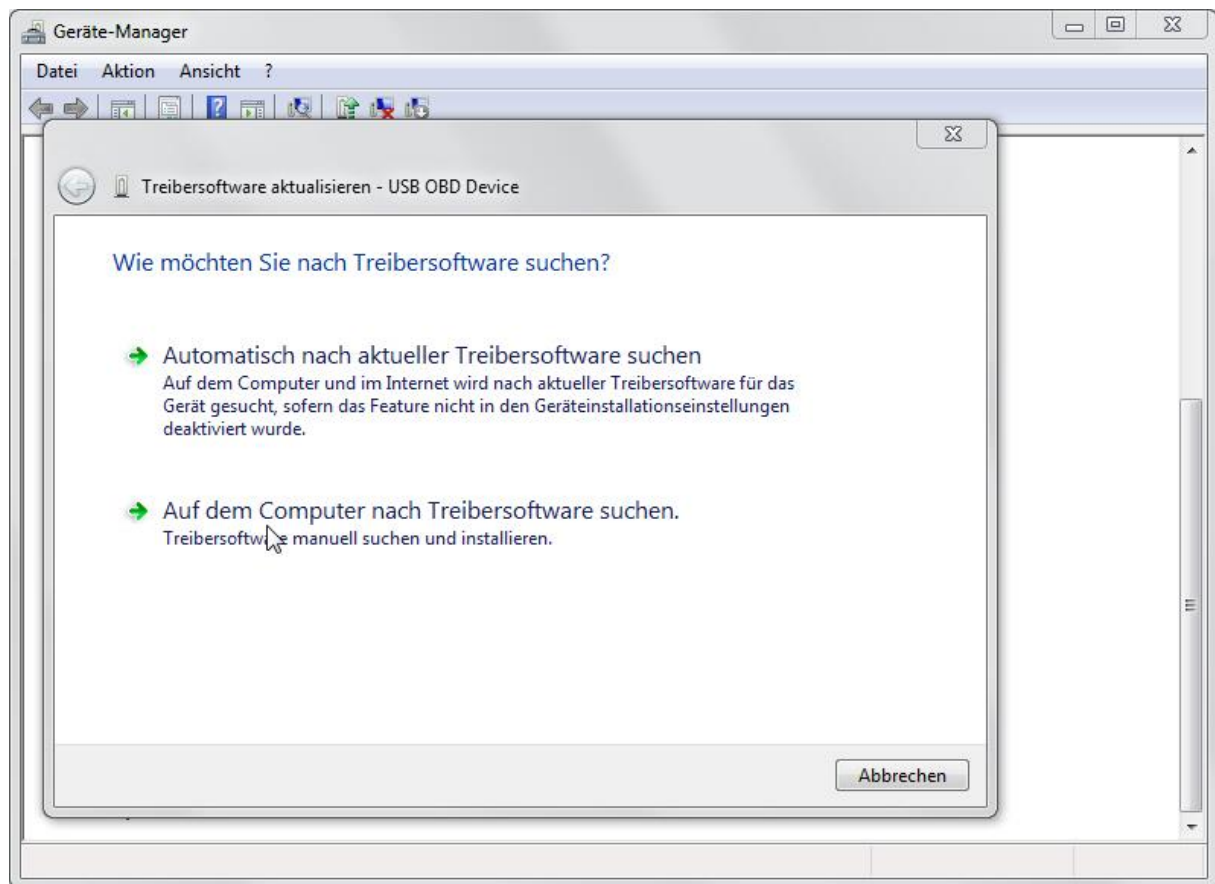 Geräte-Manager
Datei Aktion Ansicht ?
Treibersoftware aktualisieren - USB OBD Device
Wie möchten Sie nach Treibersoftware suchen?
Automatisch nach aktueller Treibersoftware suchen
Auf dem Computer und im Internet wird nach aktueller Treibersoftware für das
Gerät gesucht, sofern das Feature nicht in den Geräteinstallationseinstellungen
deaktiviert wurde.
Auf dem Computer nach Treibersoftware suchen.
Treibersoftware manuell suchen und installieren.
Abbrechen